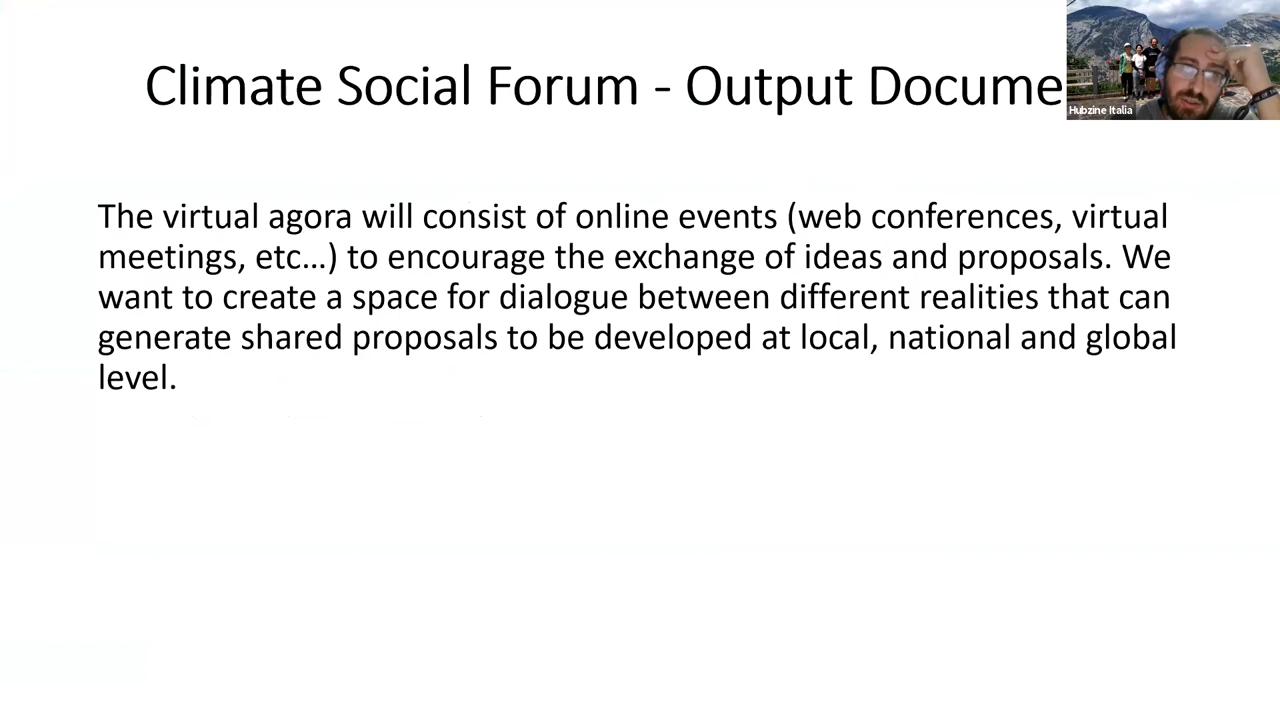 Climate Social Forum - Output Docume
Hubzine Italia
The virtual agora will consist of online events (web conferences, virtual
meetings, etc...) to encourage the exchange of ideas and proposals. We
want to create a space for dialogue between different realities that can
generate shared proposals to be developed at local, national and global
level.